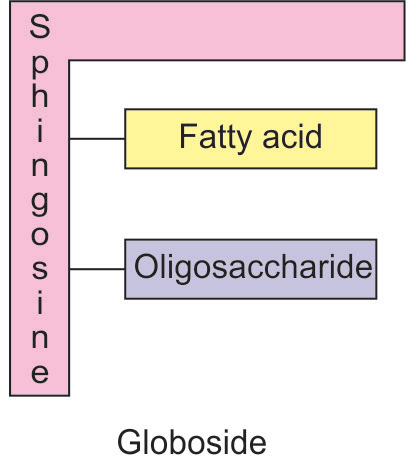 Sphingosine
Fatty acid
Oligosaccharide
Globoside